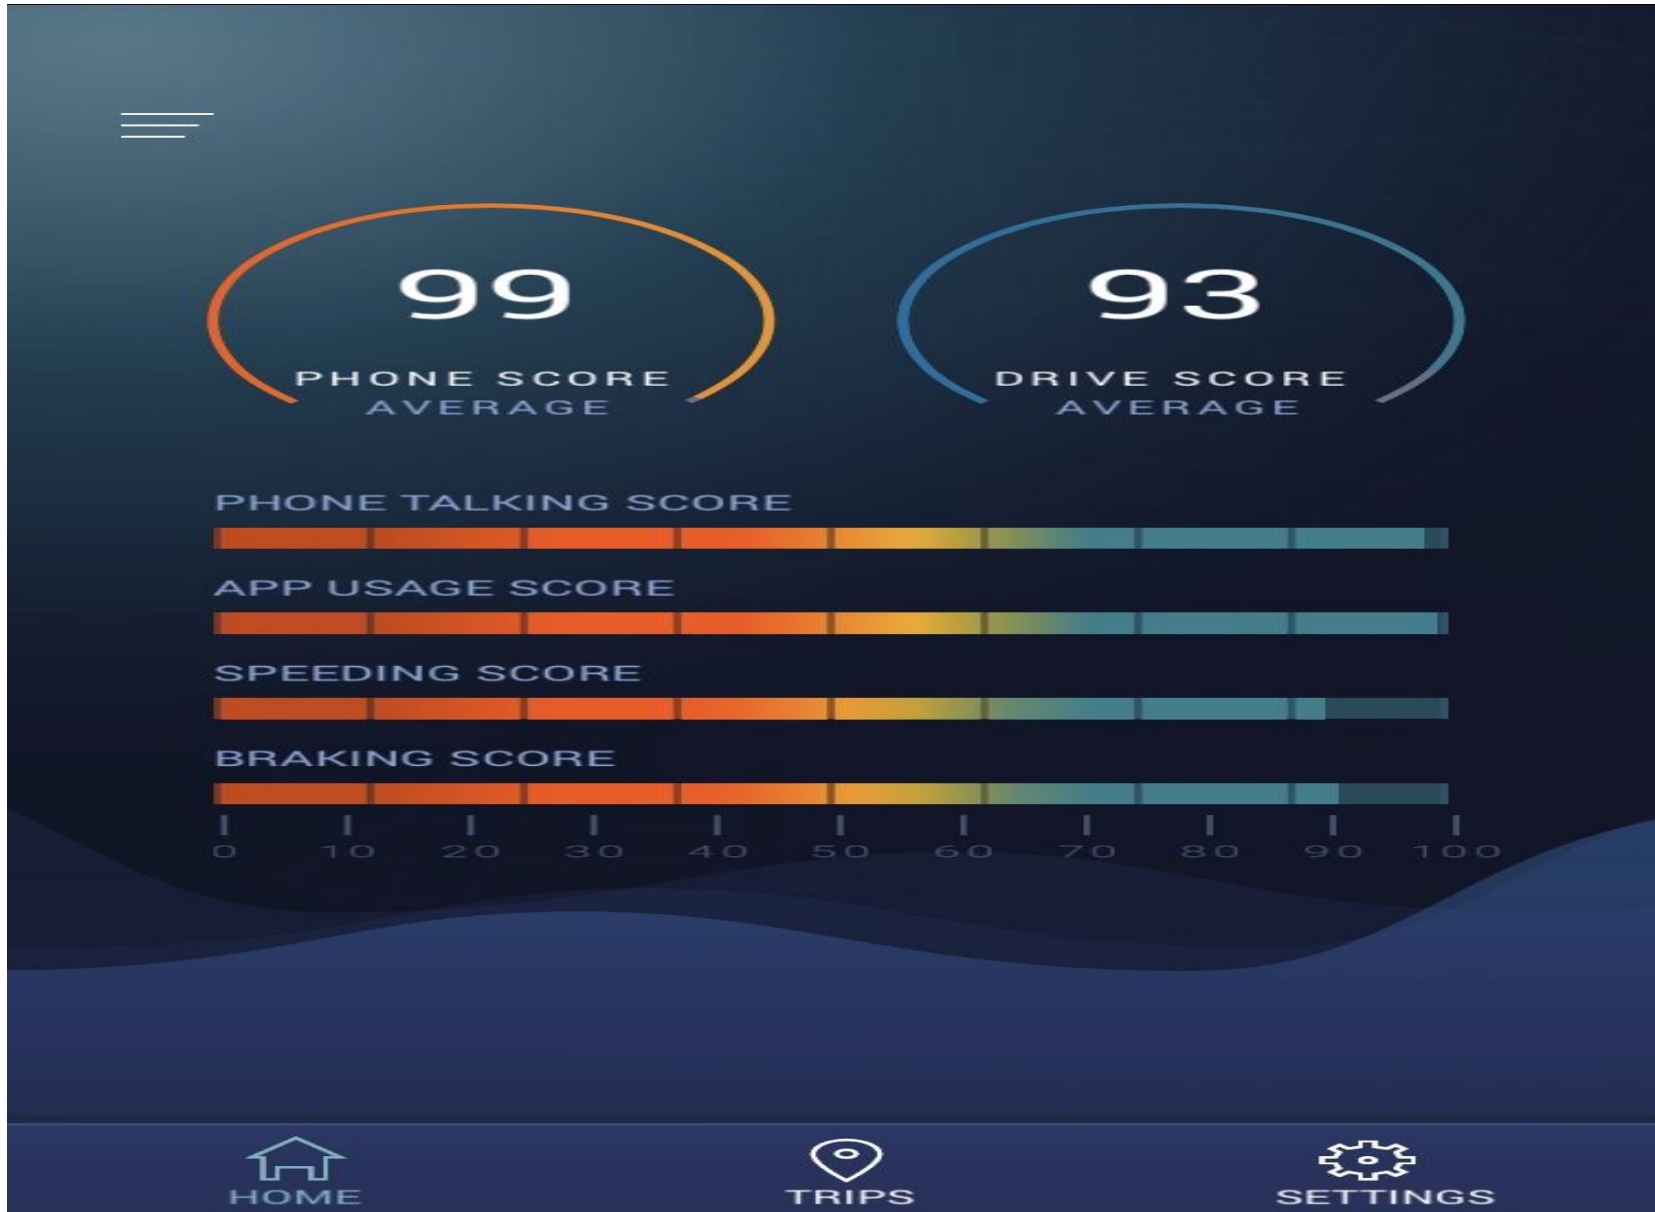 99
PHONE SCORE
AVERAGE
93
DRIVE SCORE
AVERAGE
PHONE TALKING SCORE
APP USAGE SCORE
SPEEDING SCORE
BRAKING SCORE
0 10 20 30 40 50 60 70 80 90 100
HOME TRIPS SETTINGS